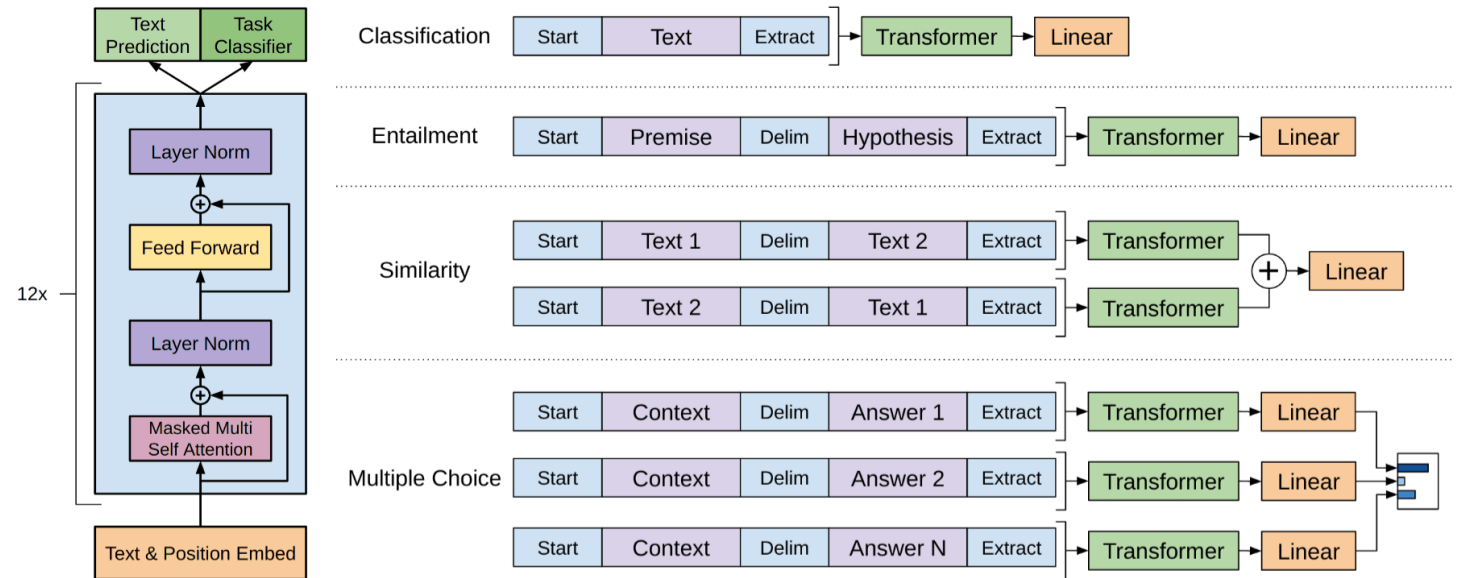 Text
Prediction
Task
Classifier
Layer Norm
+
Feed Forward
12x
Layer Norm
+
Masked Multi
Self Attention
Text & Position Embed
Classification
Start Text Extract Transformer Linear
Entailment
Start Premise Delim Hypothesis Extract Transformer Linear
Similarity
Start Text 1 Delim Text 2 Extract Transformer
+ Linear
Start Text 2 Delim Text 1 Extract Transformer
Multiple Choice
Start Context Delim Answer 1 Extract Transformer Linear
Start Context Delim Answer 2 Extract Transformer Linear
Start Context Delim Answer N Extract Transformer Linear